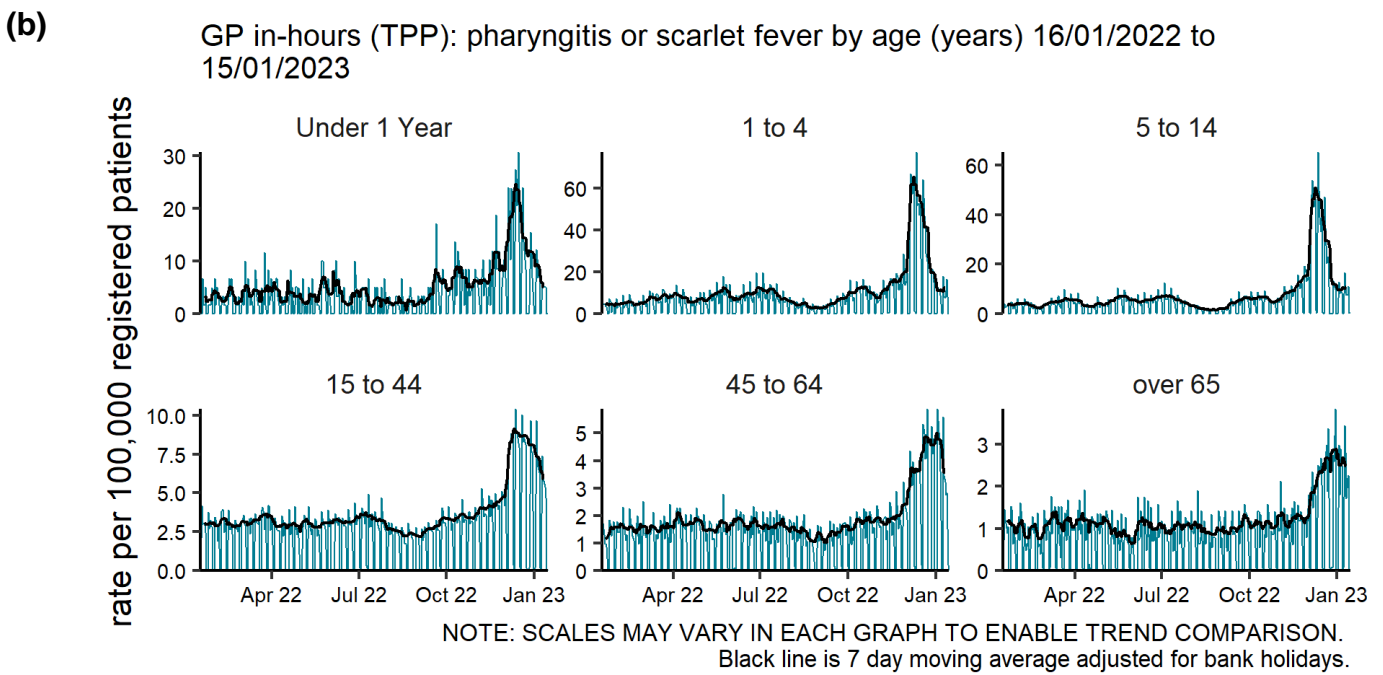 (b)
GP in-hours (TPP): pharyngitis or scarlet fever by age (years) 16/01/2022 to
15/01/2023
rate per 100,000 registered patients
Under 1 Year
30
20
10
0
1 to 4
60
40
20
0
5 to 14
60
40
20
0
15 to 44
10.0
7.5
5.0
2.5
0.0
Apr 22 Jul 22 Oct 22 Jan 23
45 to 64
5
4
3
2
1
0
Apr 22 Jul 22 Oct 22 Jan 23
over 65
3
2
1
0
Apr 22 Jul 22 Oct 22 Jan 23
NOTE: SCALES MAY VARY IN EACH GRAPH TO ENABLE TREND COMPARISON.
Black line is 7 day moving average adjusted for bank holidays.